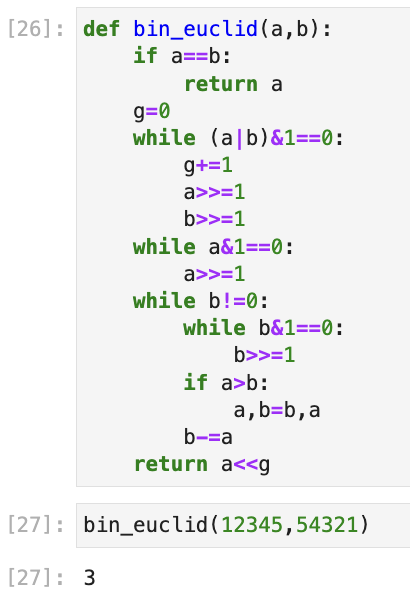 [26]: def bin_euclid(a,b):
    if a==b:
        return a
    g=0
    while (a|b)&1==0:
        g+=1
        a>>=1
        b>>=1
    while a&1==0:
        a>>=1
    while b!=0:
        while b&1==0:
            b>>=1
        if a>b:
            a,b=b,a
        b-=a
    return a<<g
[27]: bin_euclid(12345,54321)
[27]: 3